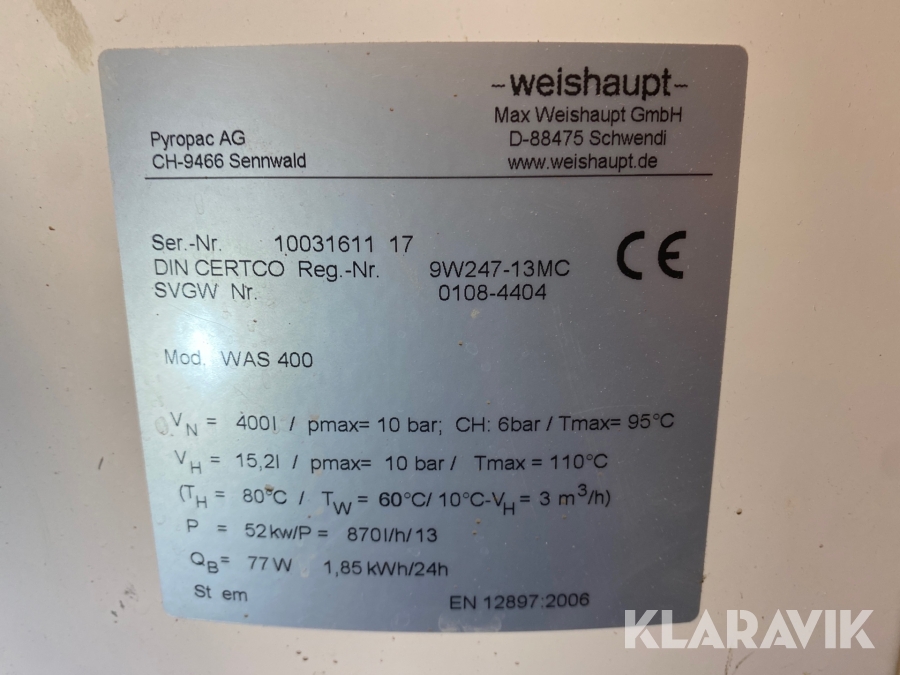 -weishaupt-
Max Weishaupt GmbH
D-88475 Schwendi
www.weishaupt.de
Pyropac AG
CH-9466 Sennwald
Ser.-Nr. 10031611 17
DIN CERTCO Reg.-Nr. 9W247-13MC
SVGW Nr. 0108-4404
CE
Mod. WAS 400
VN = 400l / pmax= 10 bar; CH: 6bar / Tmax= 95°C
VH = 15,2l / pmax= 10 bar / Tmax = 110°C
(TH = 80°C / TW = 60°C/ 10°C-VH = 3 m³/h)
P = 52kw/P= 870l/h/13
QB= 77W 1,85kWh/24h
St em
EN 12897:2006
KLARAVIK